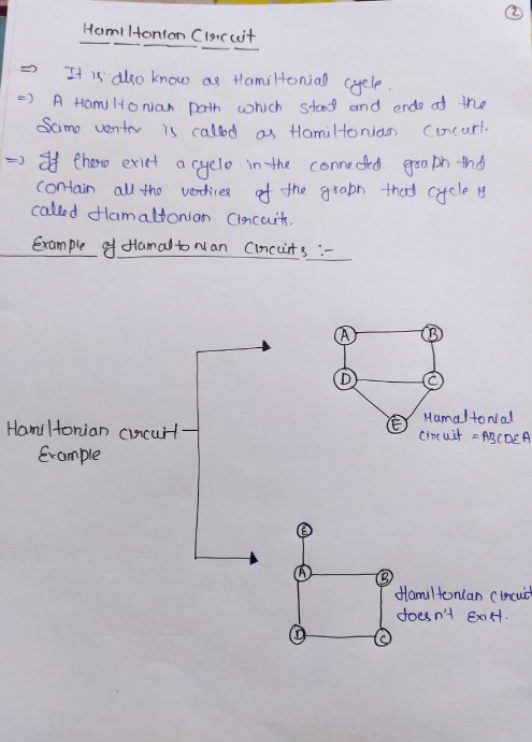 2
Hamiltonian Circuit
=> It is also know as Hamiltonial cycle.
=> A Hamiltonian path which stad and ends at the
Same vertex is called as Hamiltonian Circuit.
=> If there exist a cycle in the connected graph that
contain all the vertices of the graph that cycle is
called Hamaltonian Circuits.
Example of Hamaltonian Circuits :-
A B
D C
E
Hamaltonial
Circuit = ABCDEA
Hamiltonian circuit
Example
E
A B
D C
Hamiltonian Circuit
doesn't Exist.